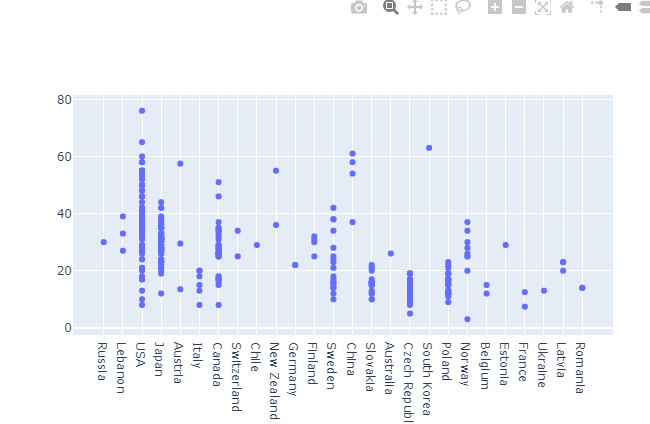 80
60
40
20
0
Russia
Lebanon
USA
Japan
Austria
Italy
Canada
Switzerland
Chile
New Zealand
Germany
Finland
Sweden
China
Slovakia
Australia
Czech Republ
South Korea
Poland
Norway
Belgium
Estonia
France
Ukraine
Latvia
Romania